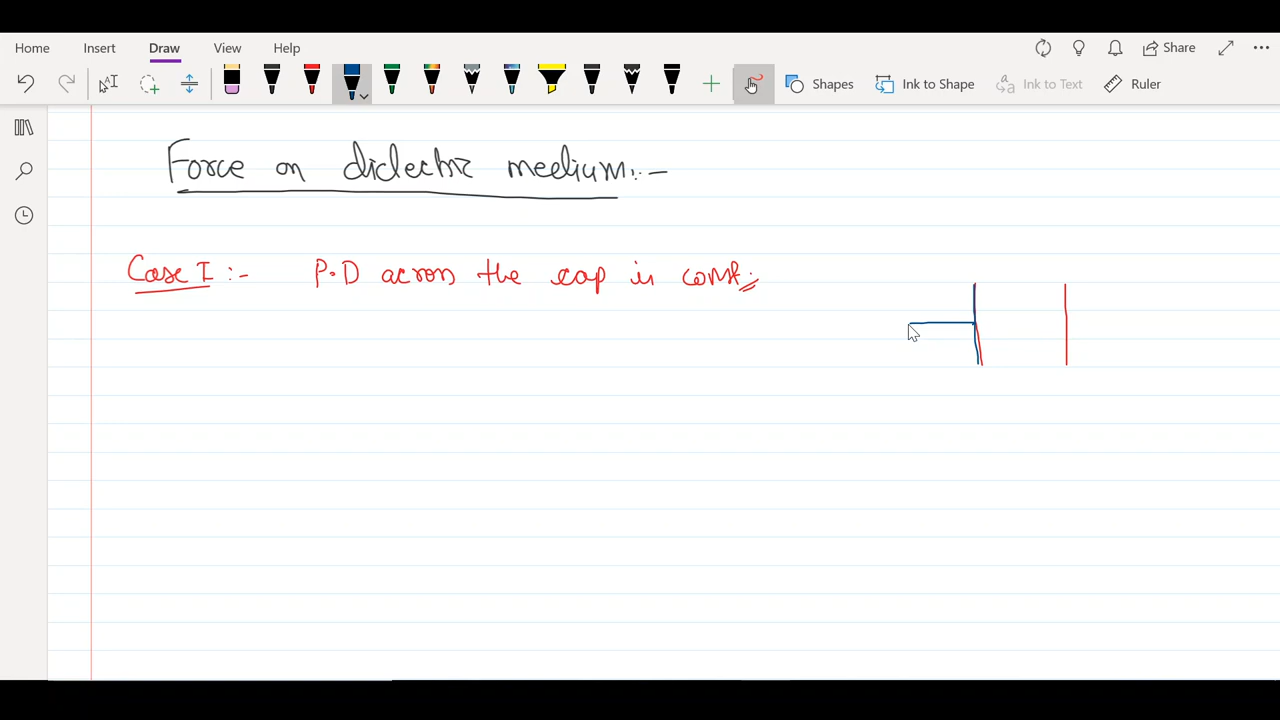 Home Insert Draw View Help Share
Shapes Ink to Shape Ink to Text Ruler
Force on dielectric medium:-
Case I :- P.D across the cap is const.